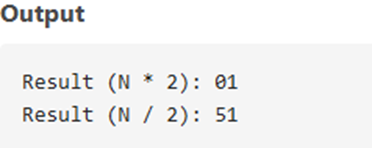 Output
Result (N * 2): 01
Result (N / 2): 51